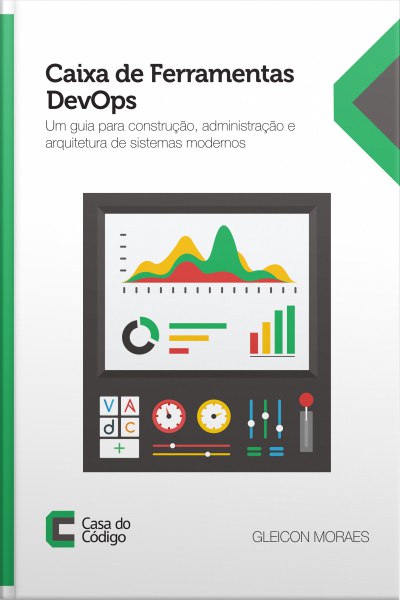 Caixa de Ferramentas
DevOps
Um guia para construção, administração e
arquitetura de sistemas modernos
V A
d c
+
Casa do
Código
GLEICON MORAES